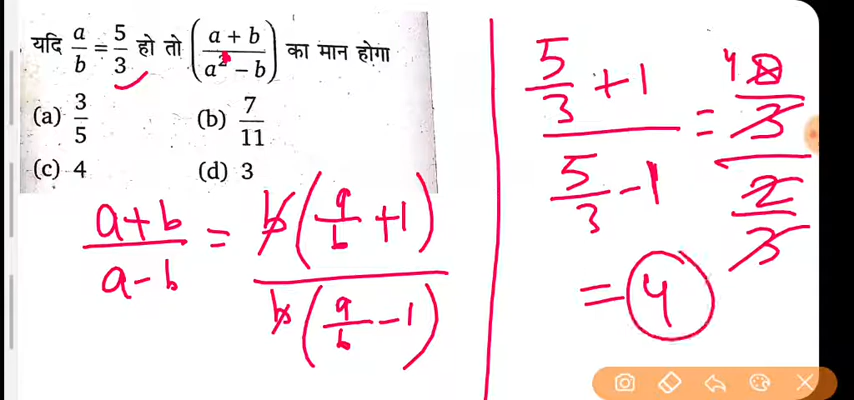 यदि a/b = 5/3 हो तो ((a + b)/(a² − b)) का मान होगा
(a) 3/5 (b) 7/11
(c) 4 (d) 3
(a+b)/(a−b) = b(a/b + 1) / b(a/b − 1)
(5/3 + 1)/(5/3 − 1) = (8/3)/(2/3) 4
= 4